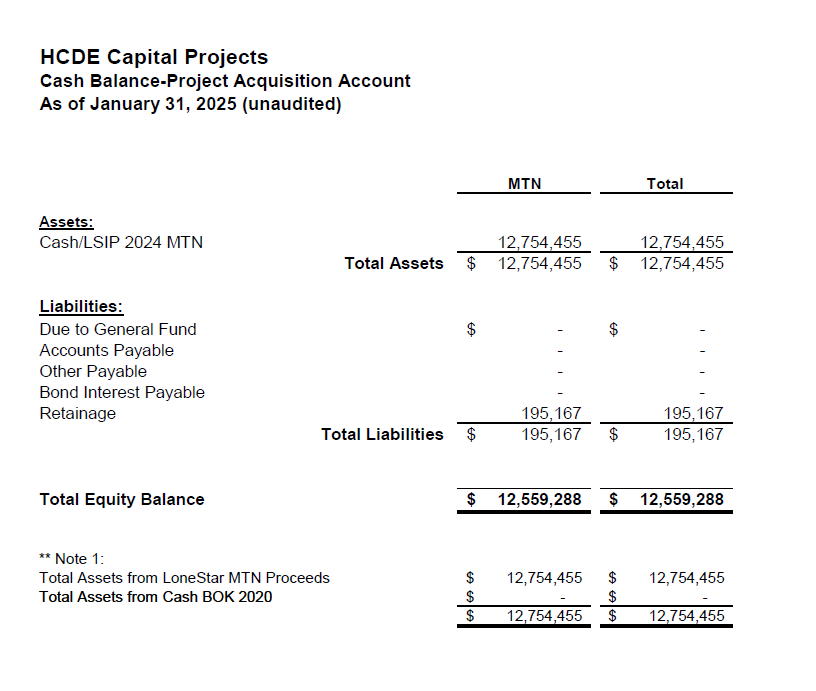 HCDE Capital Projects
Cash Balance-Project Acquisition Account
As of January 31, 2025 (unaudited)
MTN Total
Assets:
Cash/LSIP 2024 MTN 12,754,455 12,754,455
Total Assets $ 12,754,455 $ 12,754,455
Liabilities:
Due to General Fund $ - $ -
Accounts Payable - -
Other Payable - -
Bond Interest Payable - -
Retainage 195,167 195,167
Total Liabilities $ 195,167 $ 195,167
Total Equity Balance $ 12,559,288 $ 12,559,288
** Note 1:
Total Assets from LoneStar MTN Proceeds $ 12,754,455 $ 12,754,455
Total Assets from Cash BOK 2020 $ - $ -
$ 12,754,455 $ 12,754,455